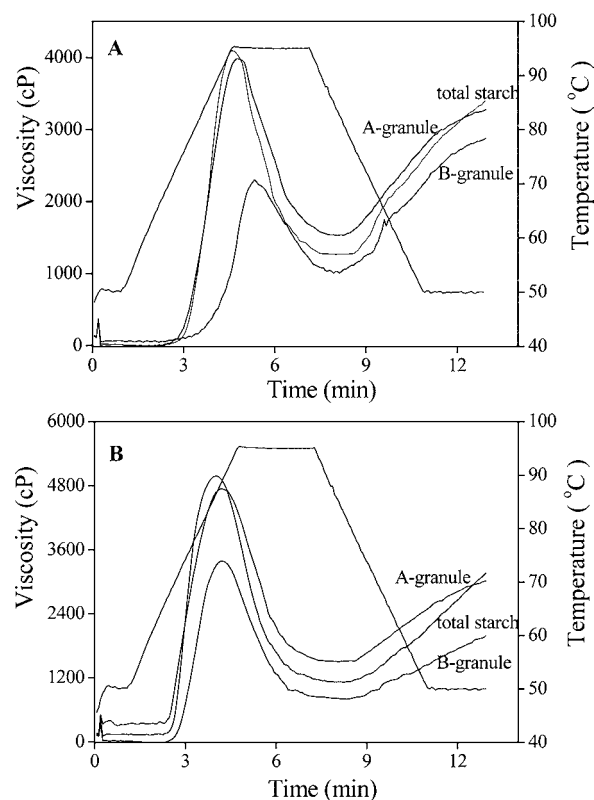 A
Viscosity (cP)
4000
3000
2000
1000
0
100
90
80
70
60
50
40
Temperature ( °C)
total starch
A-granule
B-granule
0 3 6 9 12
Time (min)
B
Viscosity (cP)
6000
4800
3600
2400
1200
0
100
90
80
70
60
50
40
Temperature ( °C)
A-granule
total starch
B-granule
0 3 6 9 12
Time (min)